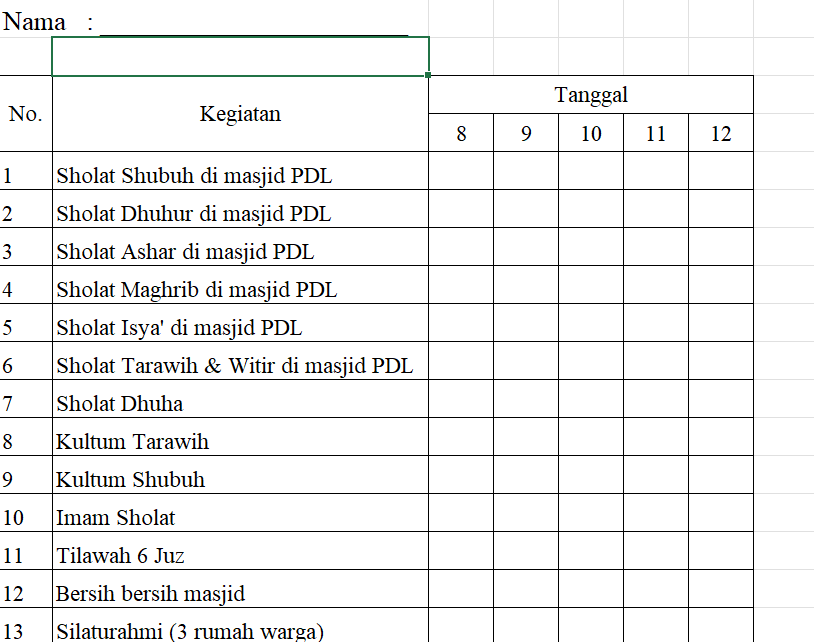 Nama :
No. Kegiatan Tanggal
8 9 10 11 12
1 Sholat Shubuh di masjid PDL
2 Sholat Dhuhur di masjid PDL
3 Sholat Ashar di masjid PDL
4 Sholat Maghrib di masjid PDL
5 Sholat Isya' di masjid PDL
6 Sholat Tarawih & Witir di masjid PDL
7 Sholat Dhuha
8 Kultum Tarawih
9 Kultum Shubuh
10 Imam Sholat
11 Tilawah 6 Juz
12 Bersih bersih masjid
13 Silaturahmi (3 rumah warga)